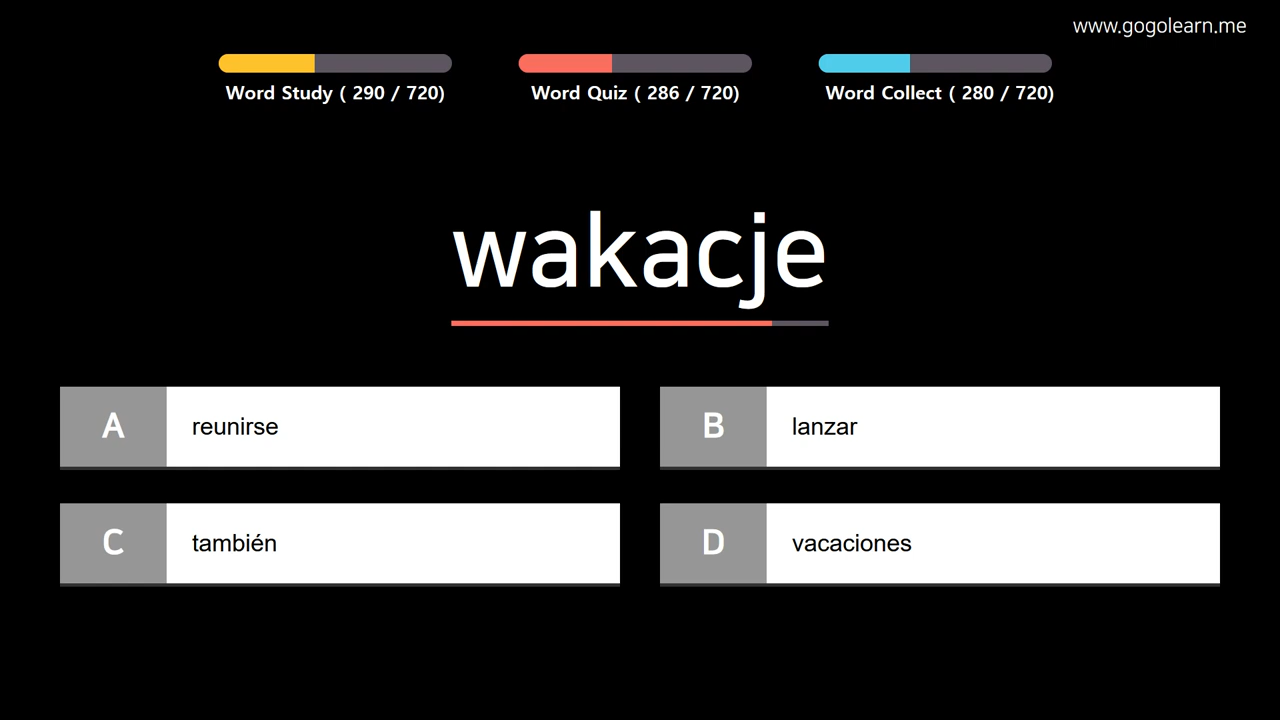 www.gogolearn.me
Word Study ( 290 / 720)
Word Quiz ( 286 / 720)
Word Collect ( 280 / 720)
wakacje
A reunirse
B lanzar
C también
D vacaciones